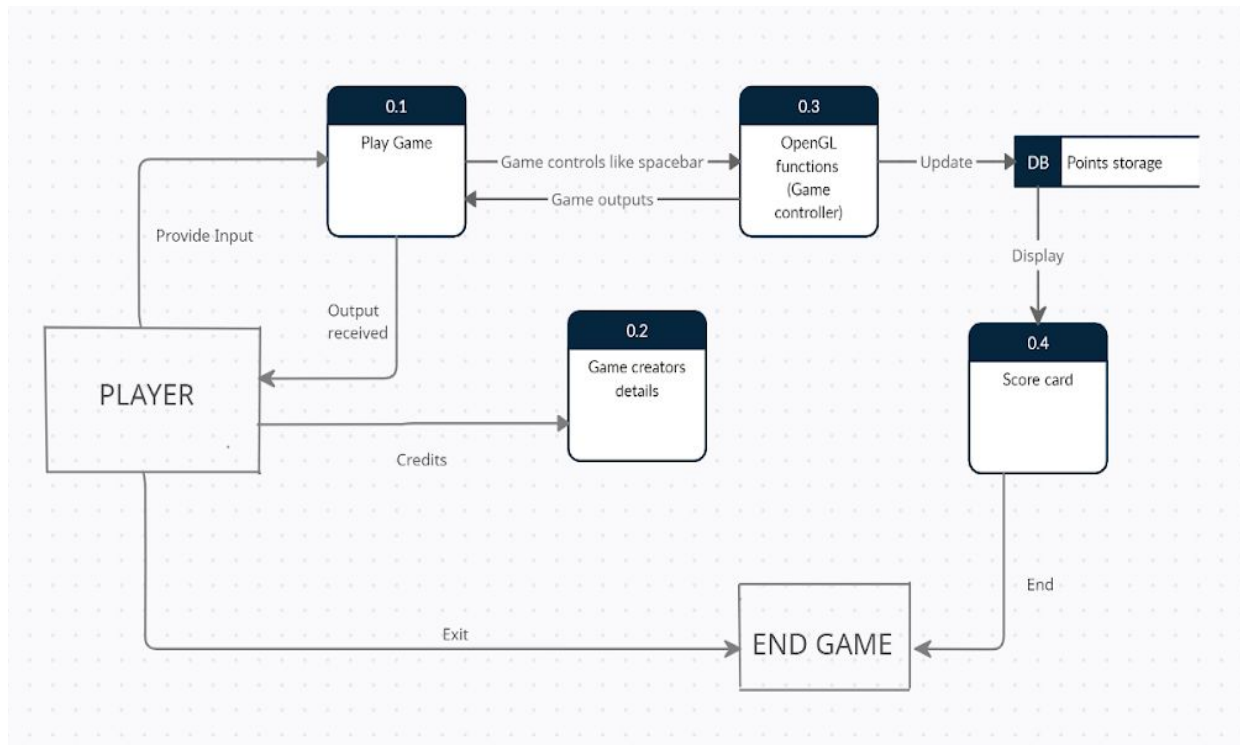 0.1
Play Game
Game controls like spacebar
Game outputs
0.3
OpenGL
functions
(Game
controller)
Update
DB
Points storage
Provide Input
Output
received
Display
0.2
Game creators
details
0.4
Score card
PLAYER
Credits
Exit
END GAME
End